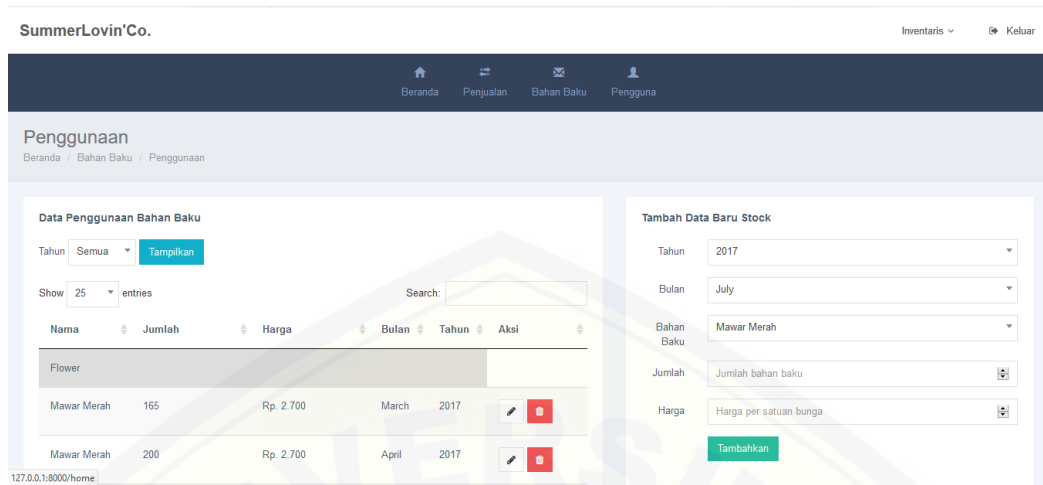 SummerLovin'Co.
Inventaris
Keluar
Beranda
Penjualan
Bahan Baku
Pengguna
Penggunaan
Beranda / Bahan Baku / Penggunaan
Data Penggunaan Bahan Baku
Tahun Semua Tampilkan
Show 25 entries
Search:
Nama Jumlah Harga Bulan Tahun Aksi
Flower
Mawar Merah 165 Rp. 2.700 March 2017
Mawar Merah 200 Rp. 2.700 April 2017
Tambah Data Baru Stock
Tahun 2017
Bulan July
Bahan Baku Mawar Merah
Jumlah Jumlah bahan baku
Harga Harga per satuan bunga
Tambahkan
127.0.0.1:8000/home
VERS